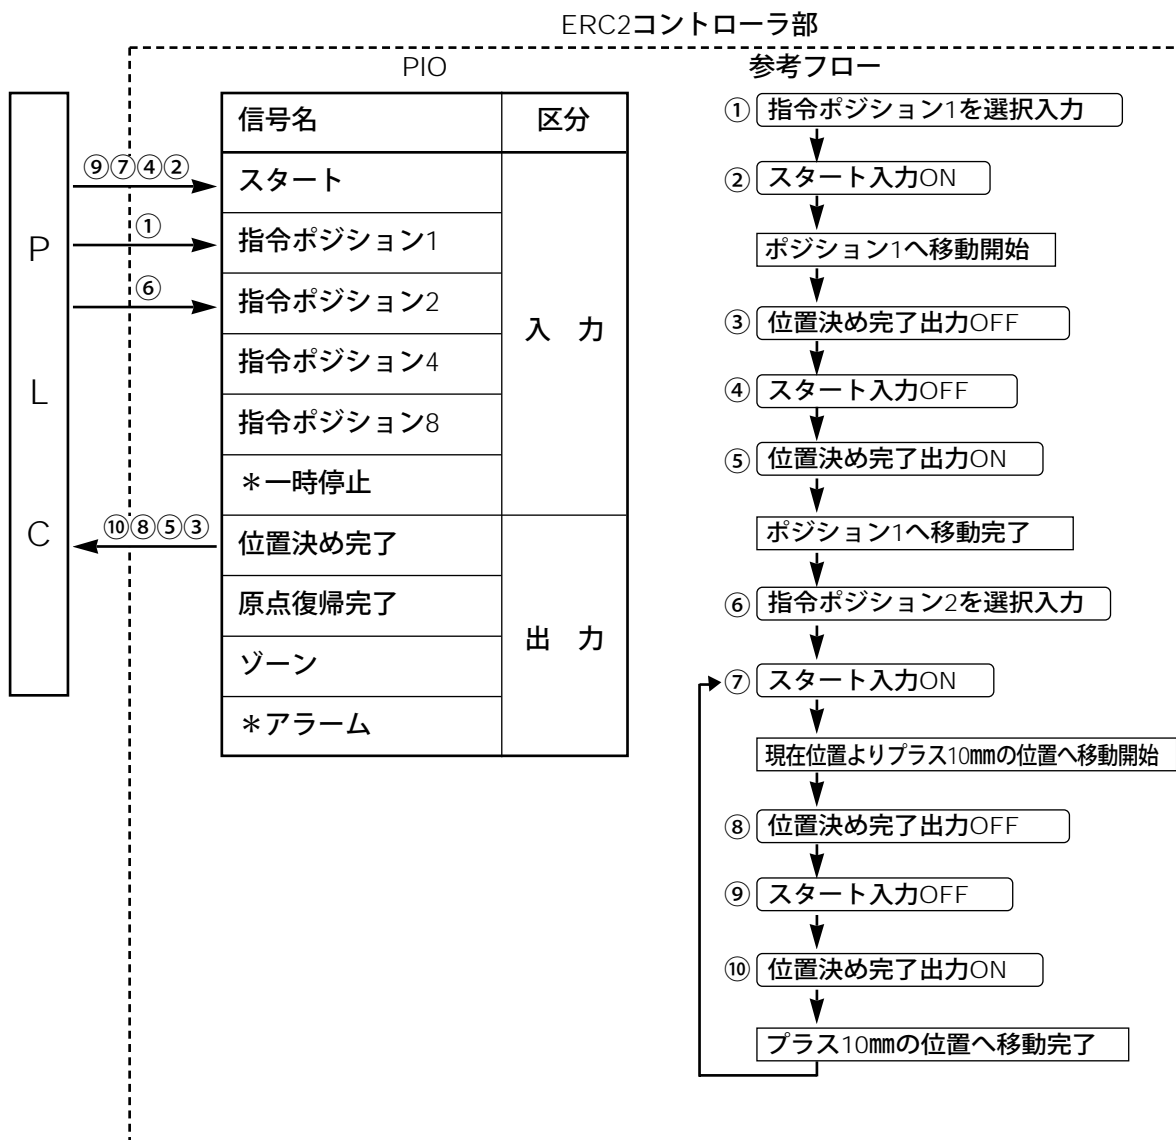 ERC2コントローラ部
PIO
参考フロー
PLC
信号名 区分
⑨⑦④② スタート
① 指令ポジション1
⑥ 指令ポジション2
指令ポジション4
指令ポジション8
*一時停止
入 力
⑩⑧⑤③ 位置決め完了
原点復帰完了
ゾーン
*アラーム
出 力
① 指令ポジション1を選択入力
② スタート入力ON
ポジション1へ移動開始
③ 位置決め完了出力OFF
④ スタート入力OFF
⑤ 位置決め完了出力ON
ポジション1へ移動完了
⑥ 指令ポジション2を選択入力
⑦ スタート入力ON
現在位置よりプラス10㎜の位置へ移動開始
⑧ 位置決め完了出力OFF
⑨ スタート入力OFF
⑩ 位置決め完了出力ON
プラス10㎜の位置へ移動完了